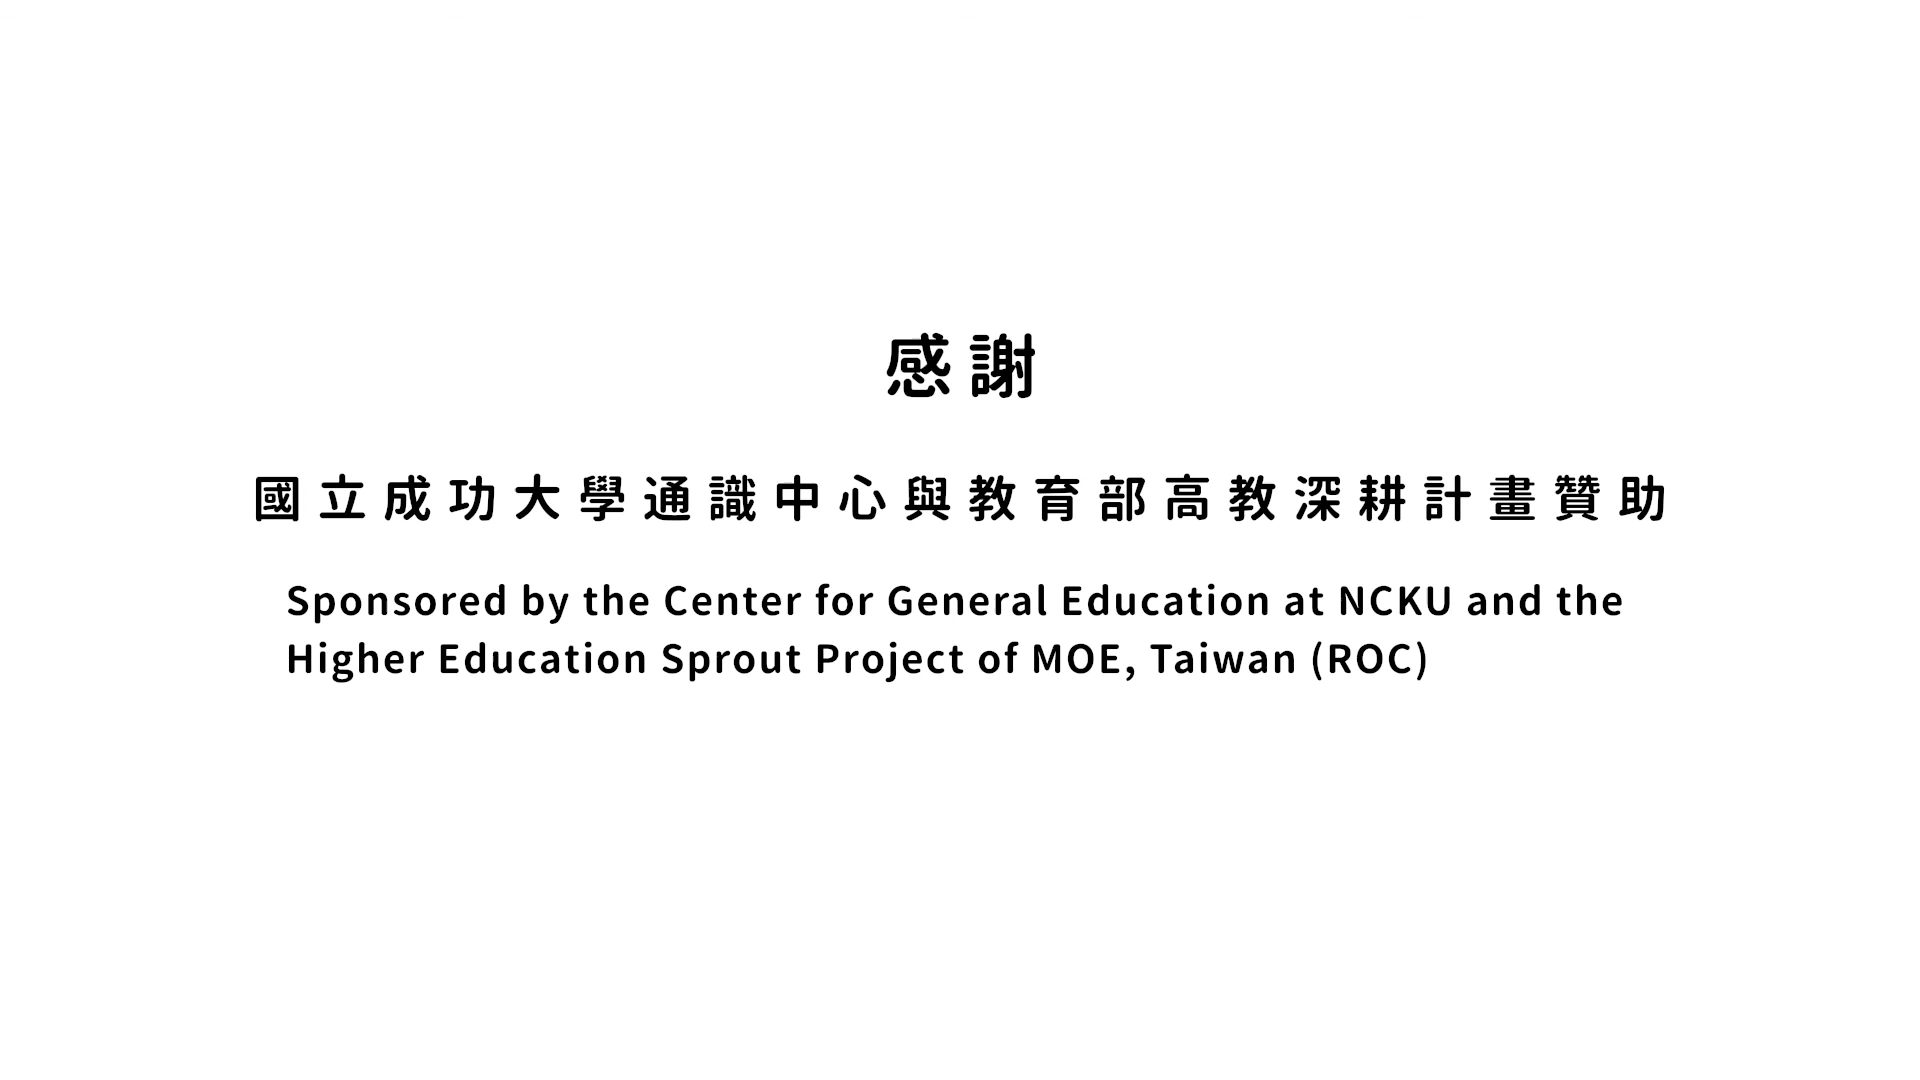 感謝
國立成功大學通識中心與教育部高教深耕計畫贊助
Sponsored by the Center for General Education at NCKU and the
Higher Education Sprout Project of MOE, Taiwan (ROC)